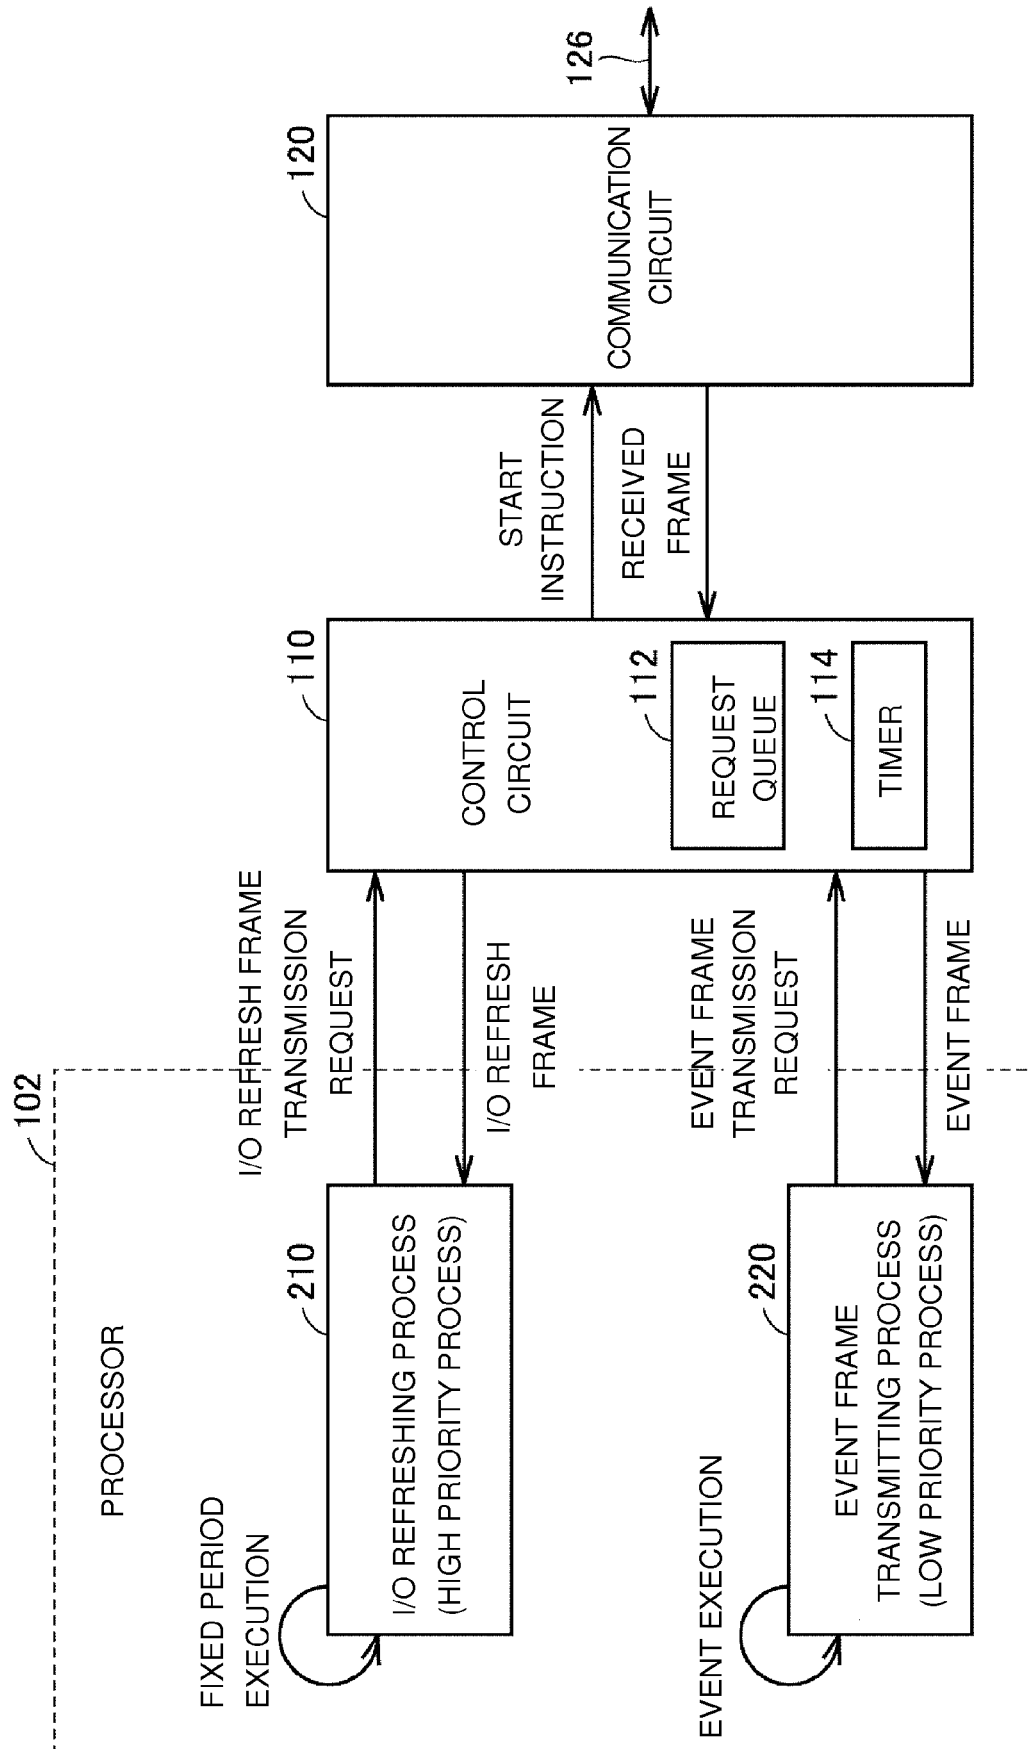 102
PROCESSOR
FIXED PERIOD
EXECUTION
210
I/O REFRESHING PROCESS
(HIGH PRIORITY PROCESS)
I/O REFRESH FRAME
TRANSMISSION
REQUEST
I/O REFRESH
FRAME
EVENT EXECUTION
220
EVENT FRAME
TRANSMITTING PROCESS
(LOW PRIORITY PROCESS)
EVENT FRAME
TRANSMISSION
REQUEST
EVENT FRAME
110
CONTROL
CIRCUIT
112
REQUEST
QUEUE
114
TIMER
START
INSTRUCTION
RECEIVED
FRAME
120
COMMUNICATION
CIRCUIT
126